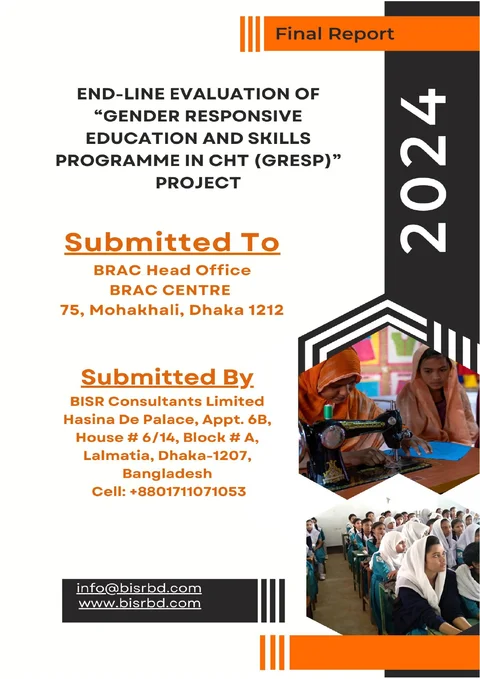 Final Report
2024
END-LINE EVALUATION OF
“GENDER RESPONSIVE
EDUCATION AND SKILLS
PROGRAMME IN CHT (GRESP)”
PROJECT
Submitted To
BRAC Head Office
BRAC CENTRE
75, Mohakhali, Dhaka 1212
Submitted By
BISR Consultants Limited
Hasina De Palace, Appt. 6B,
House # 6/14, Block # A,
Lalmatia, Dhaka-1207,
Bangladesh
Cell: +8801711071053
info@bisrbd.com
www.bisrbd.com